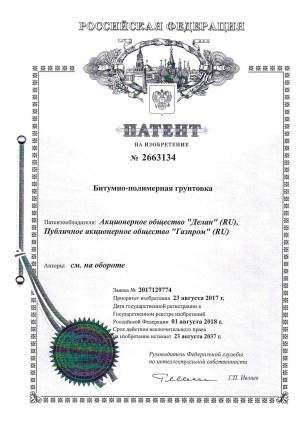 РОССИЙСКАЯ ФЕДЕРАЦИЯ
ПАТЕНТ
НА ИЗОБРЕТЕНИЕ
№ 2663134
Битумно-полимерная грунтовка
Патентообладатели: Акционерное общество "Делан" (RU),
Публичное акционерное общество "Газпром" (RU)
Авторы: см. на обороте
Заявка № 2017129774
Приоритет изобретения 23 августа 2017 г.
Дата государственной регистрации в
Государственном реестре изобретений
Российской Федерации 01 августа 2018 г.
Срок действия исключительного права
на изобретение истекает 23 августа 2037 г.
Руководитель Федеральной службы
по интеллектуальной собственности
Г.П. Ивлиев